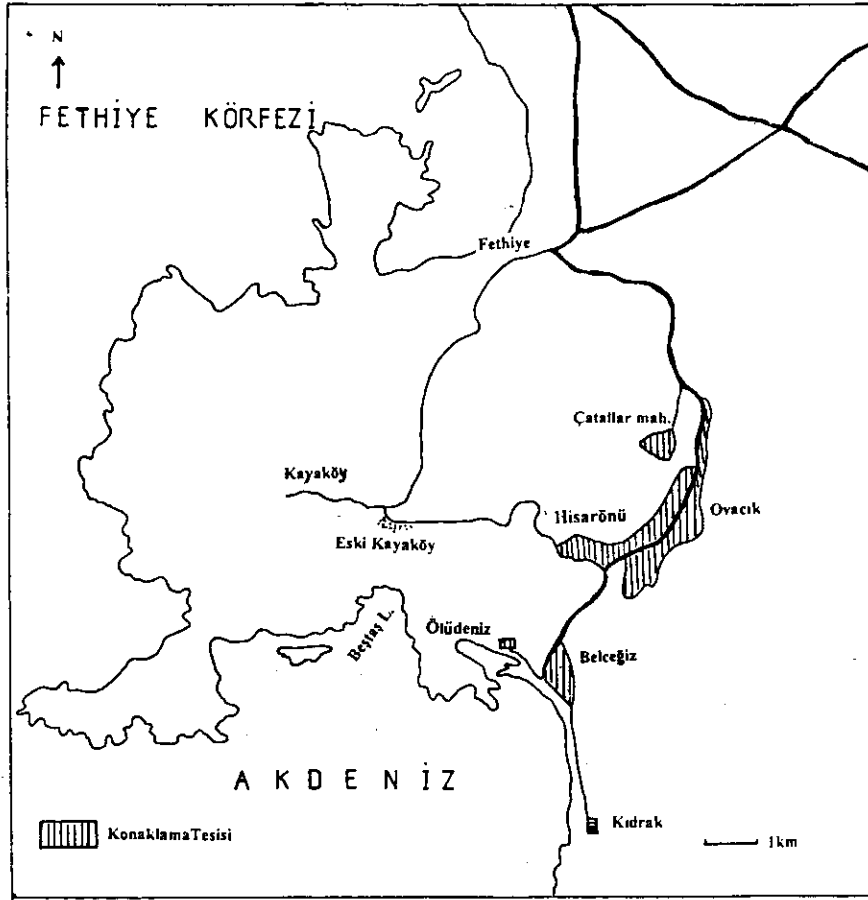 N
FETHİYE KÖRFEZİ
Fethiye
Çatallar mah.
Kayaköy
Hisarönü
Ovacık
Eski Kayaköy
Beştaş L.
Ölüdeniz
Belceğiz
AKDENİZ
Konaklama Tesisi
Kıdrak
1km